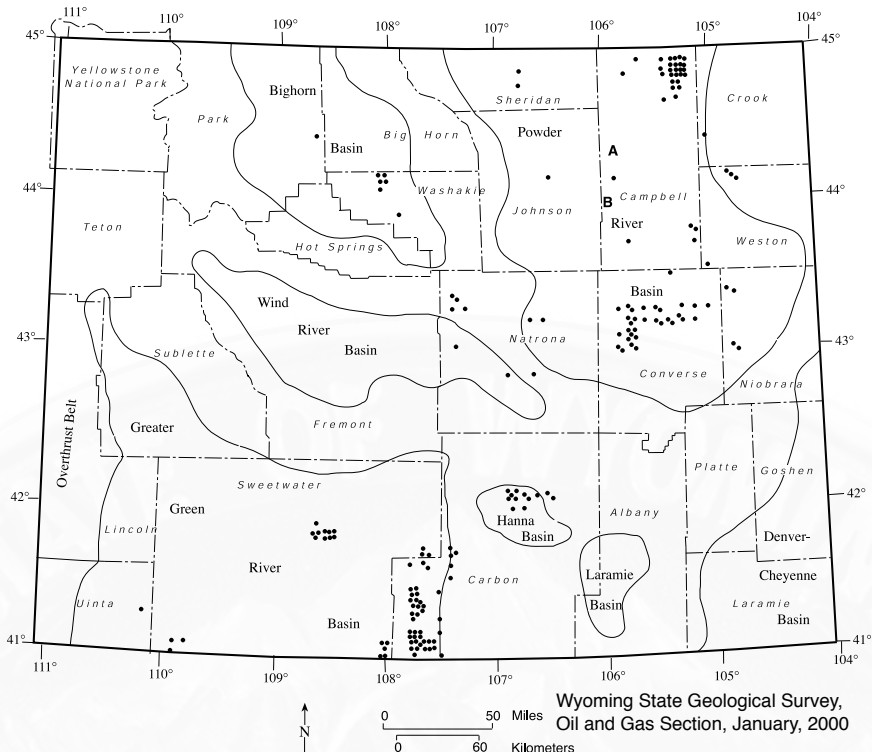 111°
110°
109°
108°
107°
106°
105°
104°
45°
45°
Yellowstone
National Park
Park
Bighorn
Basin
Big Horn
Sheridan
Powder
Crook
A
44°
44°
Washakie
Johnson
B
Campbell
River
Teton
Hot Springs
Weston
Wind
River
Basin
Basin
43°
43°
Sublette
Natrona
Converse
Niobrara
Overthrust Belt
Greater
Fremont
Platte
Goshen
42°
42°
Sweetwater
Green
Hanna
Basin
Albany
Lincoln
Denver-
River
Carbon
Laramie
Basin
Cheyenne
Uinta
Laramie
Basin
Basin
41°
41°
111°
110°
109°
108°
107°
106°
105°
104°
N
0 50 Miles
0 60 Kilometers
Wyoming State Geological Survey,
Oil and Gas Section, January, 2000